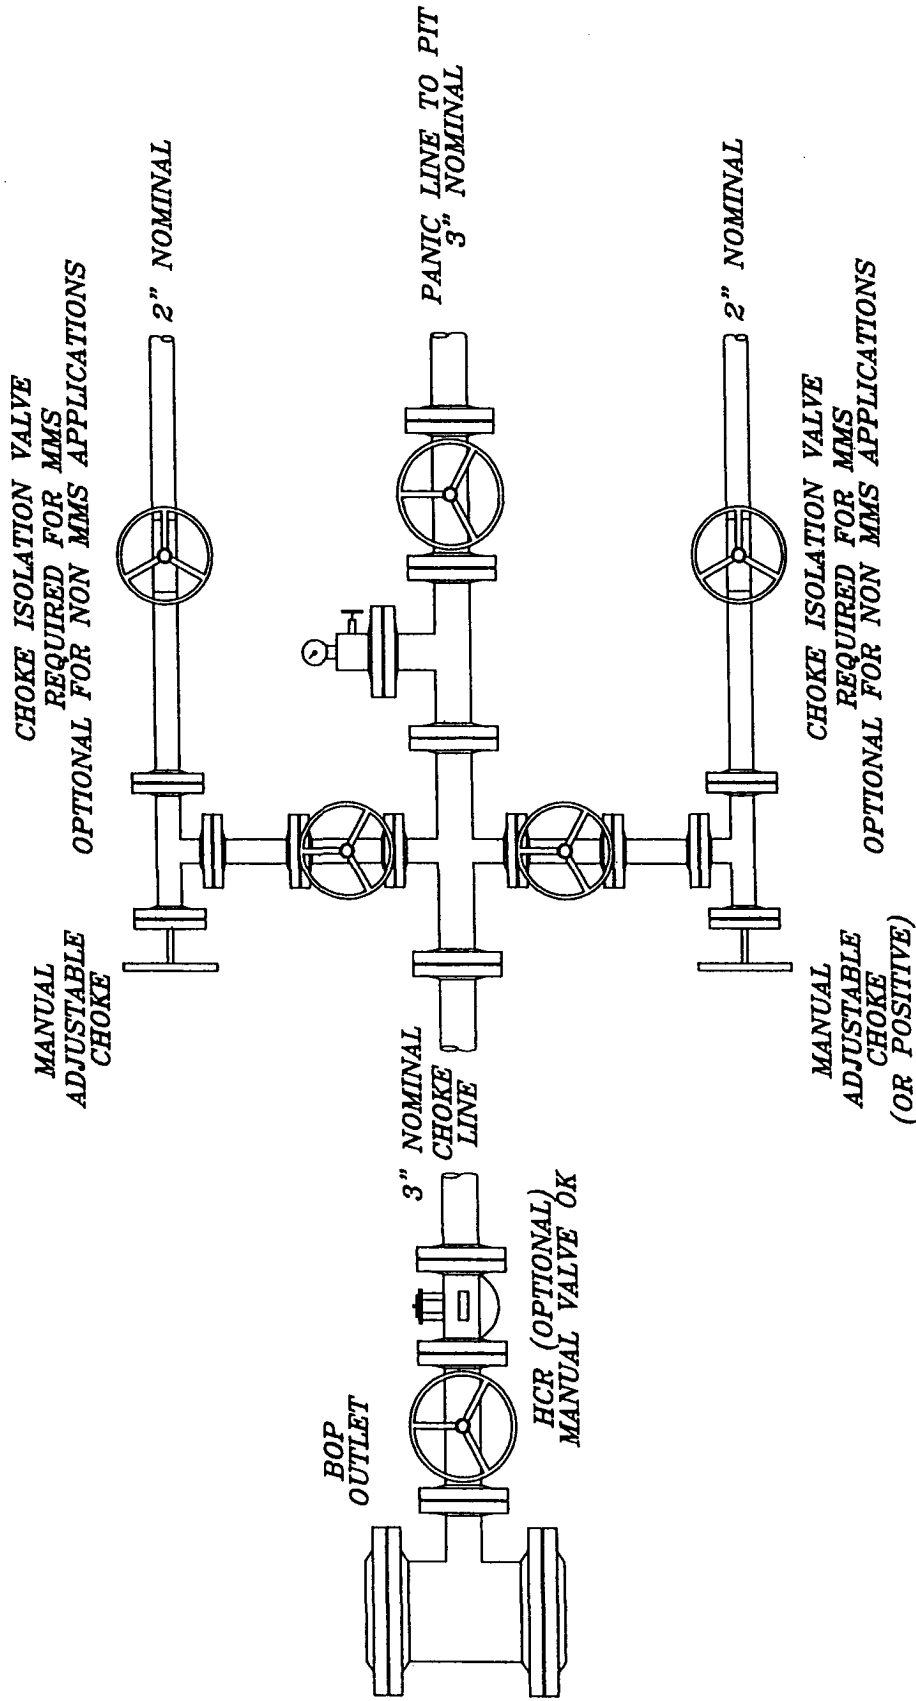 BOP
OUTLET
HCR (OPTIONAL)
MANUAL VALVE OK
3" NOMINAL
CHOKE
LINE
MANUAL
ADJUSTABLE
CHOKE
CHOKE ISOLATION VALVE
REQUIRED FOR MMS
OPTIONAL FOR NON MMS APPLICATIONS
2" NOMINAL
PANIC LINE TO PIT
3" NOMINAL
MANUAL
ADJUSTABLE
CHOKE
(OR POSITIVE)
CHOKE ISOLATION VALVE
REQUIRED FOR MMS
OPTIONAL FOR NON MMS APPLICATIONS
2" NOMINAL